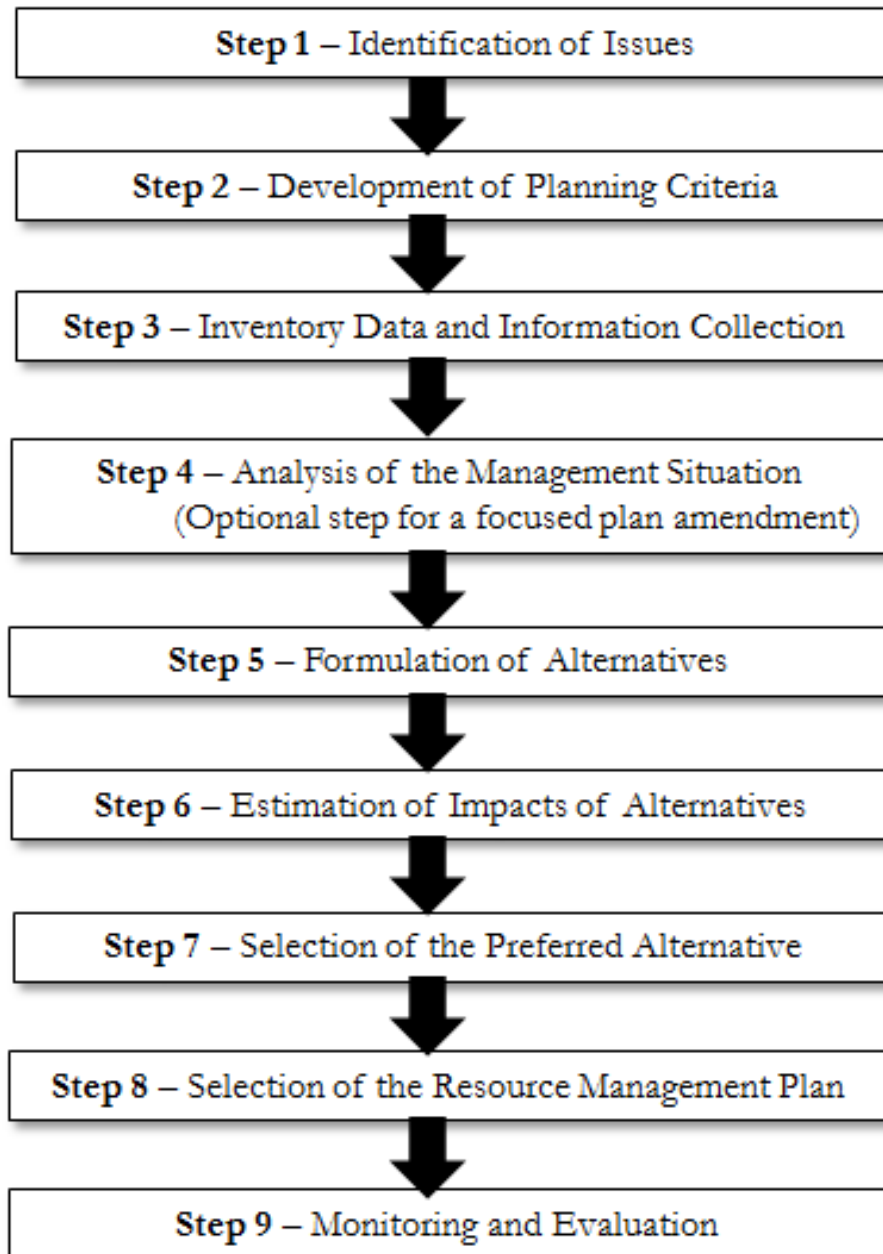 Step 1 – Identification of Issues
Step 2 – Development of Planning Criteria
Step 3 – Inventory Data and Information Collection
Step 4 – Analysis of the Management Situation
(Optional step for a focused plan amendment)
Step 5 – Formulation of Alternatives
Step 6 – Estimation of Impacts of Alternatives
Step 7 – Selection of the Preferred Alternative
Step 8 – Selection of the Resource Management Plan
Step 9 – Monitoring and Evaluation